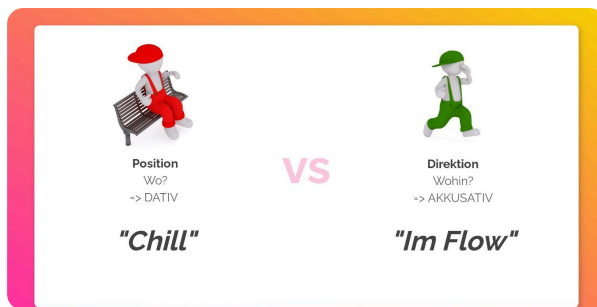 Position
Wo?
=> DATIV
"Chill"
VS
Direktion
Wohin?
=> AKKUSATIV
"Im Flow"